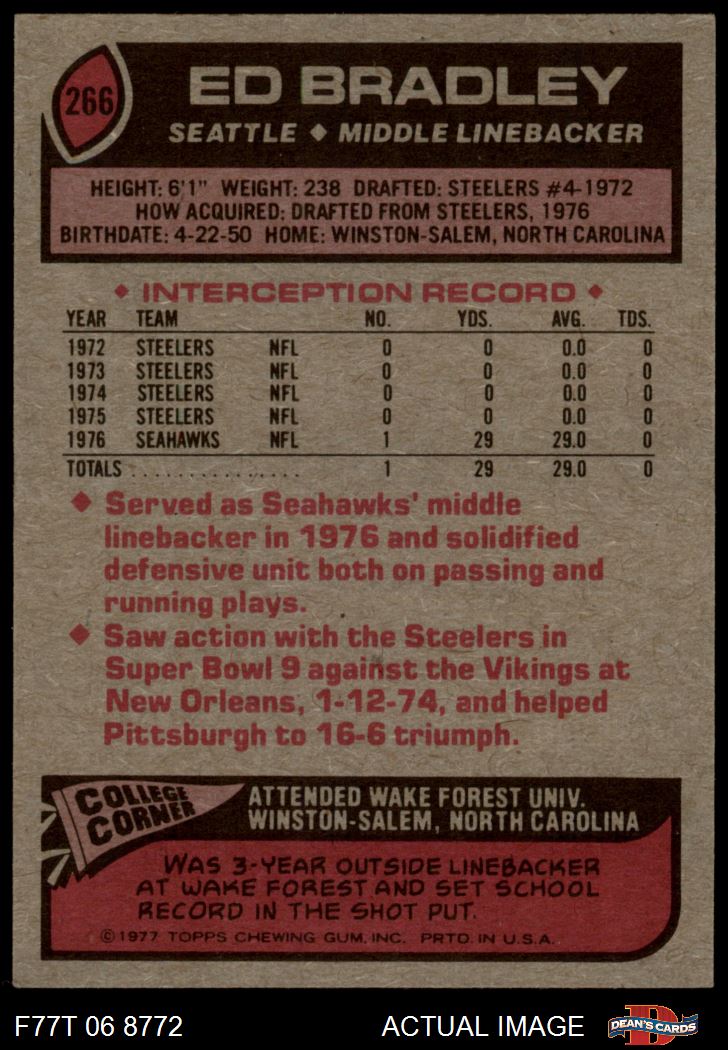 266
ED BRADLEY
SEATTLE ◆ MIDDLE LINEBACKER
HEIGHT: 6'1" WEIGHT: 238 DRAFTED: STEELERS #4-1972
HOW ACQUIRED: DRAFTED FROM STEELERS, 1976
BIRTHDATE: 4-22-50 HOME: WINSTON-SALEM, NORTH CAROLINA
◆ INTERCEPTION RECORD ◆
YEAR TEAM NO. YDS. AVG. TDS.
1972 STEELERS NFL 0 0 0.0 0
1973 STEELERS NFL 0 0 0.0 0
1974 STEELERS NFL 0 0 0.0 0
1975 STEELERS NFL 0 0 0.0 0
1976 SEAHAWKS NFL 1 29 29.0 0
TOTALS . . . . . . . . . . . . . . . 1 29 29.0 0
◆ Served as Seahawks' middle
linebacker in 1976 and solidified
defensive unit both on passing and
running plays.
◆ Saw action with the Steelers in
Super Bowl 9 against the Vikings at
New Orleans, 1-12-74, and helped
Pittsburgh to 16-6 triumph.
COLLEGE
CORNER
ATTENDED WAKE FOREST UNIV.
WINSTON-SALEM, NORTH CAROLINA
WAS 3-YEAR OUTSIDE LINEBACKER
AT WAKE FOREST AND SET SCHOOL
RECORD IN THE SHOT PUT.
©1977 TOPPS CHEWING GUM, INC. PRTD. IN U.S.A.
F77T 06 8772
ACTUAL IMAGE
D
DEAN'S CARDS